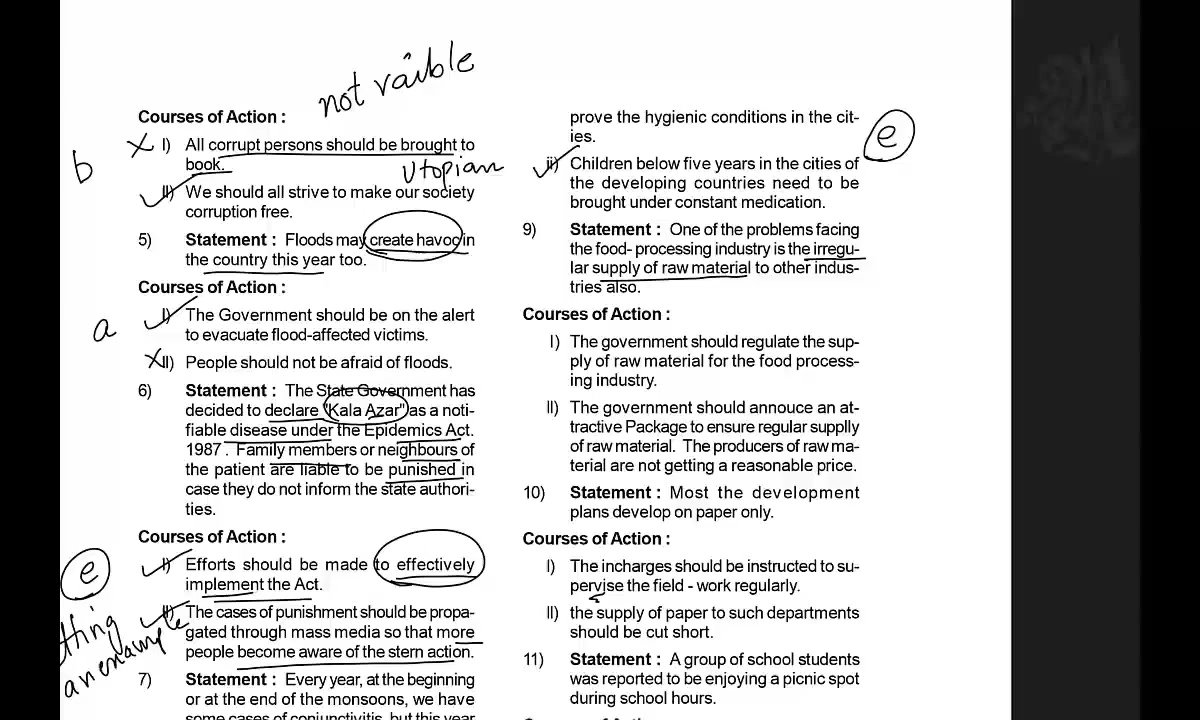 not vaible
Courses of Action :
b
I) All corrupt persons should be brought to
book.
Utopian
II) We should all strive to make our society
corruption free.
5) Statement : Floods may create havoc in
the country this year too.
Courses of Action :
a
I) The Government should be on the alert
to evacuate flood-affected victims.
II) People should not be afraid of floods.
6) Statement : The State Government has
decided to declare "Kala Azar" as a noti-
fiable disease under the Epidemics Act.
1987 . Family members or neighbours of
the patient are liable to be punished in
case they do not inform the state authori-
ties.
Courses of Action :
e
I) Efforts should be made to effectively
implement the Act.
II) The cases of punishment should be propa-
gated through mass media so that more
people become aware of the stern action.
thing
an example
7) Statement : Every year, at the beginning
or at the end of the monsoons, we have
some cases of conjunctivitis, but this year
prove the hygienic conditions in the cit-
ies.
e
ii) Children below five years in the cities of
the developing countries need to be
brought under constant medication.
9) Statement : One of the problems facing
the food- processing industry is the irregu-
lar supply of raw material to other indus-
tries also.
Courses of Action :
I) The government should regulate the sup-
ply of raw material for the food process-
ing industry.
II) The government should annouce an at-
tractive Package to ensure regular supplly
of raw material. The producers of raw ma-
terial are not getting a reasonable price.
10) Statement : Most the development
plans develop on paper only.
Courses of Action :
I) The incharges should be instructed to su-
pervise the field - work regularly.
II) the supply of paper to such departments
should be cut short.
11) Statement : A group of school students
was reported to be enjoying a picnic spot
during school hours.